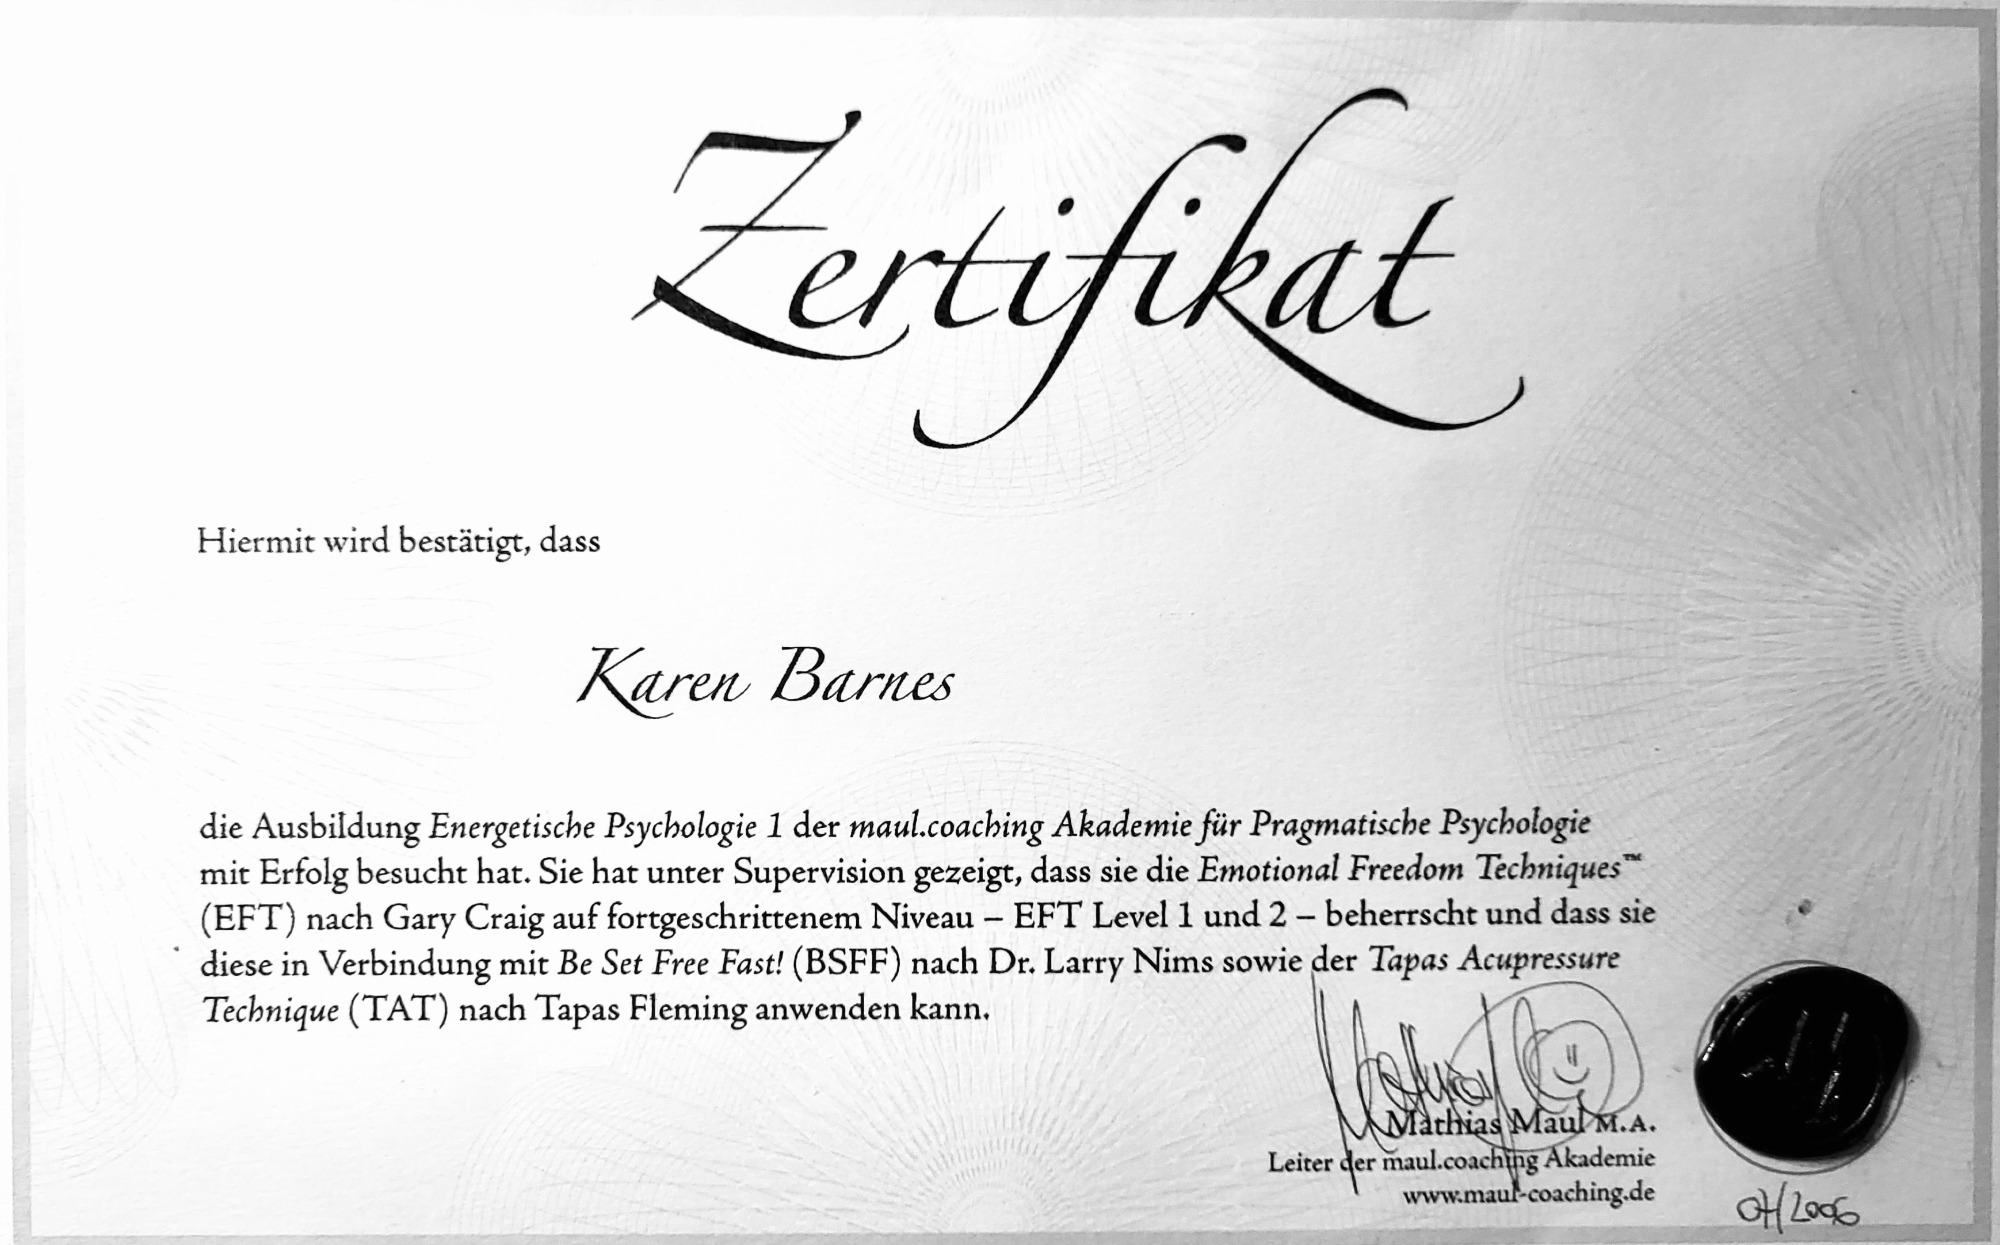 Zertifikat
Hiermit wird bestätigt, dass
Karen Barnes
die Ausbildung Energetische Psychologie 1 der maul.coaching Akademie für Pragmatische Psychologie
mit Erfolg besucht hat. Sie hat unter Supervision gezeigt, dass sie die Emotional Freedom Techniques™
(EFT) nach Gary Craig auf fortgeschrittenem Niveau – EFT Level 1 und 2 – beherrscht und dass sie
diese in Verbindung mit Be Set Free Fast! (BSFF) nach Dr. Larry Nims sowie der Tapas Acupressure
Technique (TAT) nach Tapas Fleming anwenden kann.
Mathias Maul M.A.
Leiter der maul.coaching Akademie
www.maul-coaching.de
07/2006